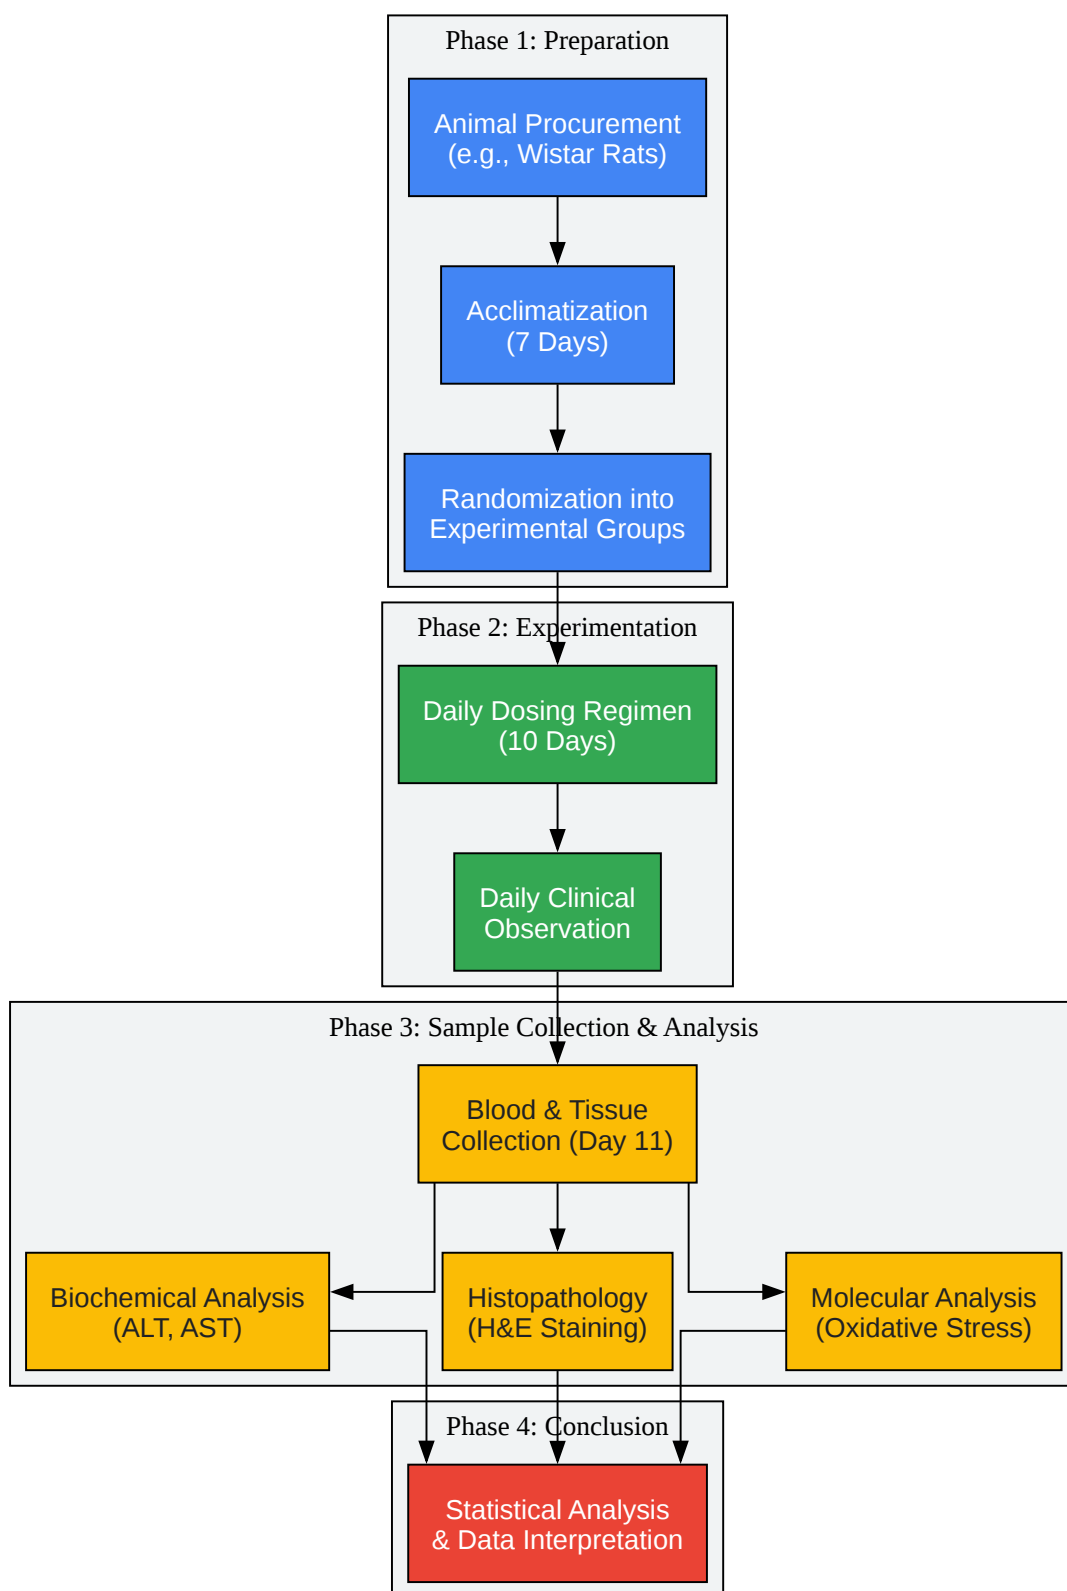 Phase 1: Preparation
Animal Procurement
(e.g., Wistar Rats)
Acclimatization
(7 Days)
Randomization into
Experimental Groups
Phase 2: Experimentation
Daily Dosing Regimen
(10 Days)
Daily Clinical
Observation
Phase 3: Sample Collection & Analysis
Blood & Tissue
Collection (Day 11)
Biochemical Analysis
(ALT, AST)
Histopathology
(H&E Staining)
Molecular Analysis
(Oxidative Stress)
Phase 4: Conclusion
Statistical Analysis
& Data Interpretation